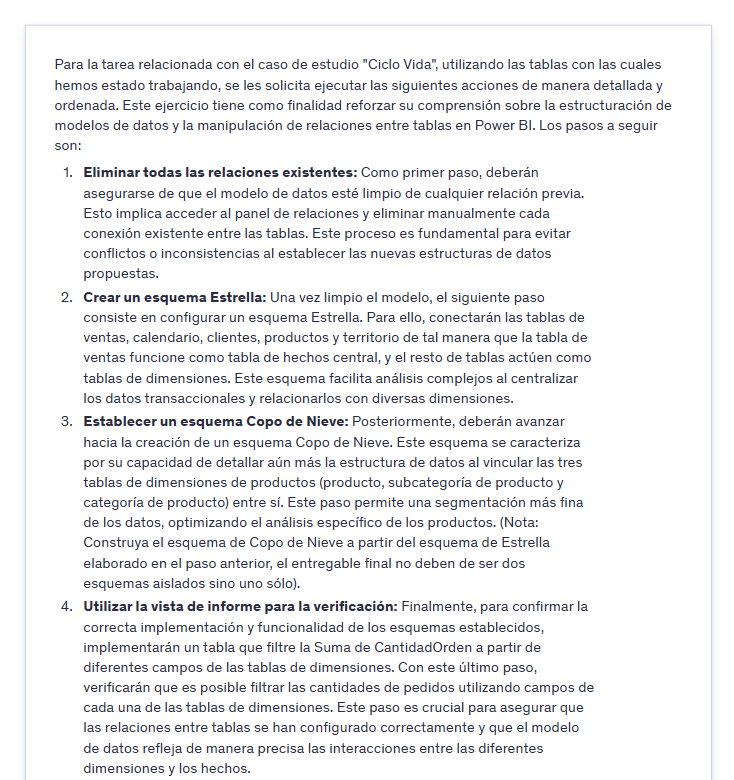 Para la tarea relacionada con el caso de estudio "Ciclo Vida", utilizando las tablas con las cuales
hemos estado trabajando, se les solicita ejecutar las siguientes acciones de manera detallada y
ordenada. Este ejercicio tiene como finalidad reforzar su comprensión sobre la estructuración de
modelos de datos y la manipulación de relaciones entre tablas en Power BI. Los pasos a seguir
son:
1. Eliminar todas las relaciones existentes: Como primer paso, deberán
asegurarse de que el modelo de datos esté limpio de cualquier relación previa.
Esto implica acceder al panel de relaciones y eliminar manualmente cada
conexión existente entre las tablas. Este proceso es fundamental para evitar
conflictos o inconsistencias al establecer las nuevas estructuras de datos
propuestas.
2. Crear un esquema Estrella: Una vez limpio el modelo, el siguiente paso
consiste en configurar un esquema Estrella. Para ello, conectarán las tablas de
ventas, calendario, clientes, productos y territorio de tal manera que la tabla de
ventas funcione como tabla de hechos central, y el resto de tablas actúen como
tablas de dimensiones. Este esquema facilita análisis complejos al centralizar
los datos transaccionales y relacionarlos con diversas dimensiones.
3. Establecer un esquema Copo de Nieve: Posteriormente, deberán avanzar
hacia la creación de un esquema Copo de Nieve. Este esquema se caracteriza
por su capacidad de detallar aún más la estructura de datos al vincular las tres
tablas de dimensiones de productos (producto, subcategoría de producto y
categoría de producto) entre sí. Este paso permite una segmentación más fina
de los datos, optimizando el análisis específico de los productos. (Nota:
Construya el esquema de Copo de Nieve a partir del esquema de Estrella
elaborado en el paso anterior, el entregable final no deben de ser dos
esquemas aislados sino uno sólo).
4. Utilizar la vista de informe para la verificación: Finalmente, para confirmar la
correcta implementación y funcionalidad de los esquemas establecidos,
implementarán un tabla que filtre la Suma de CantidadOrden a partir de
diferentes campos de las tablas de dimensiones. Con este último paso,
verificarán que es posible filtrar las cantidades de pedidos utilizando campos de
cada una de las tablas de dimensiones. Este paso es crucial para asegurar que
las relaciones entre tablas se han configurado correctamente y que el modelo
de datos refleja de manera precisa las interacciones entre las diferentes
dimensiones y los hechos.